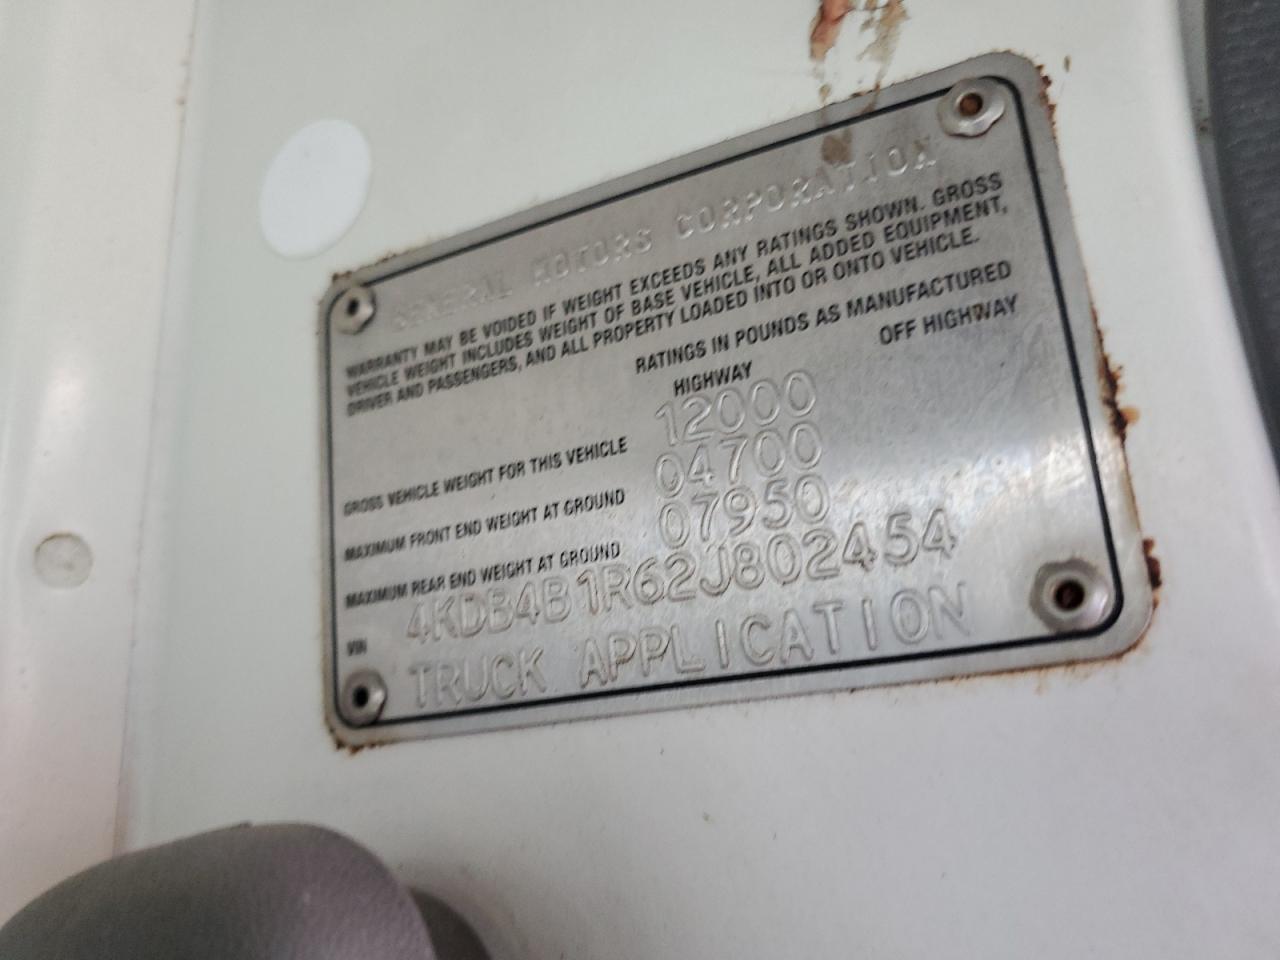 GENERAL MOTORS CORPORATION
WARRANTY MAY BE VOIDED IF WEIGHT EXCEEDS ANY RATINGS SHOWN. GROSS
VEHICLE WEIGHT INCLUDES WEIGHT OF BASE VEHICLE, ALL ADDED EQUIPMENT,
DRIVER AND PASSENGERS, AND ALL PROPERTY LOADED INTO OR ONTO VEHICLE.
RATINGS IN POUNDS AS MANUFACTURED
HIGHWAY OFF HIGHWAY
GROSS VEHICLE WEIGHT FOR THIS VEHICLE 12000
MAXIMUM FRONT END WEIGHT AT GROUND 04700
MAXIMUM REAR END WEIGHT AT GROUND 07950
VIN 4KDB4B1R62J802454
TRUCK APPLICATION